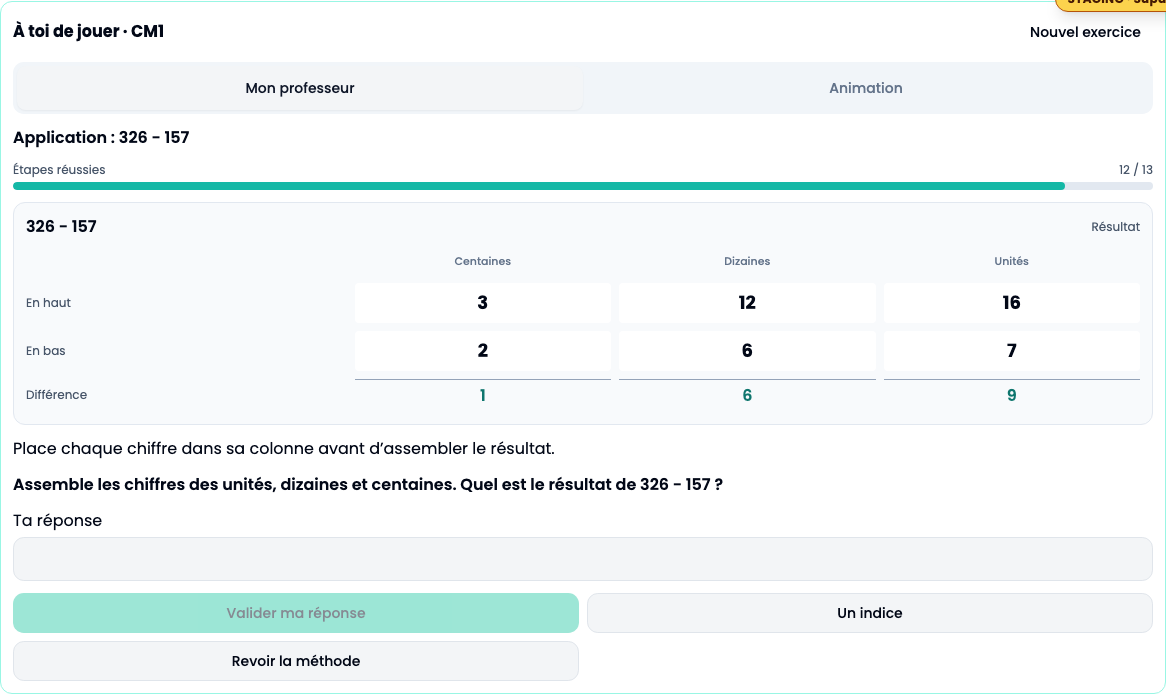 À toi de jouer · CM1
Nouvel exercice
Mon professeur
Animation
Application : 326 - 157
Étapes réussies
12 / 13
326 - 157
Résultat
Centaines Dizaines Unités
En haut 3 12 16
En bas 2 6 7
Différence 1 6 9
Place chaque chiffre dans sa colonne avant d’assembler le résultat.
Assemble les chiffres des unités, dizaines et centaines. Quel est le résultat de 326 - 157 ?
Ta réponse
Valider ma réponse
Un indice
Revoir la méthode